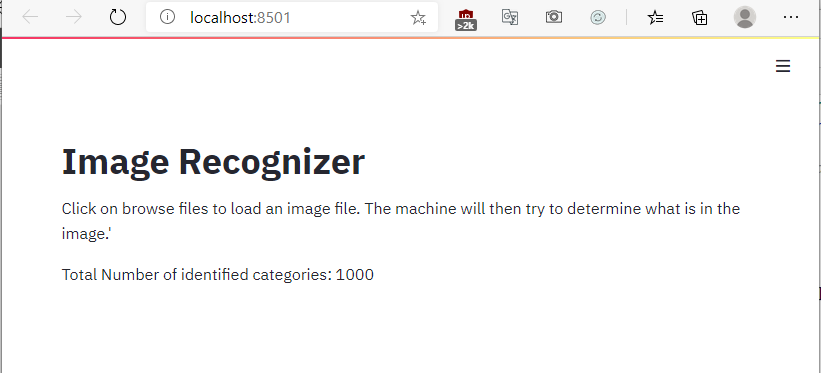 localhost:8501
>2k
Image Recognizer
Click on browse files to load an image file. The machine will then try to determine what is in the
image.'
Total Number of identified categories: 1000